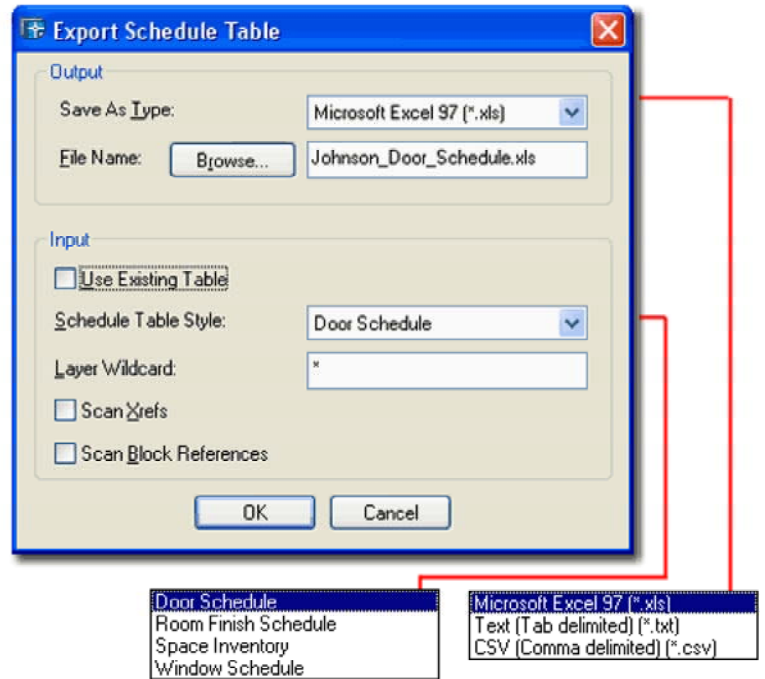 Export Schedule Table
Output
Save As Type:
Microsoft Excel 97 (*.xls)
File Name:
Browse...
Johnson_Door_Schedule.xls
Input
Use Existing Table
Schedule Table Style:
Door Schedule
Layer Wildcard:
*
Scan Xrefs
Scan Block References
OK
Cancel
Door Schedule
Room Finish Schedule
Space Inventory
Window Schedule
Microsoft Excel 97 (*.xls)
Text (Tab delimited) (*.txt)
CSV (Comma delimited) (*.csv)